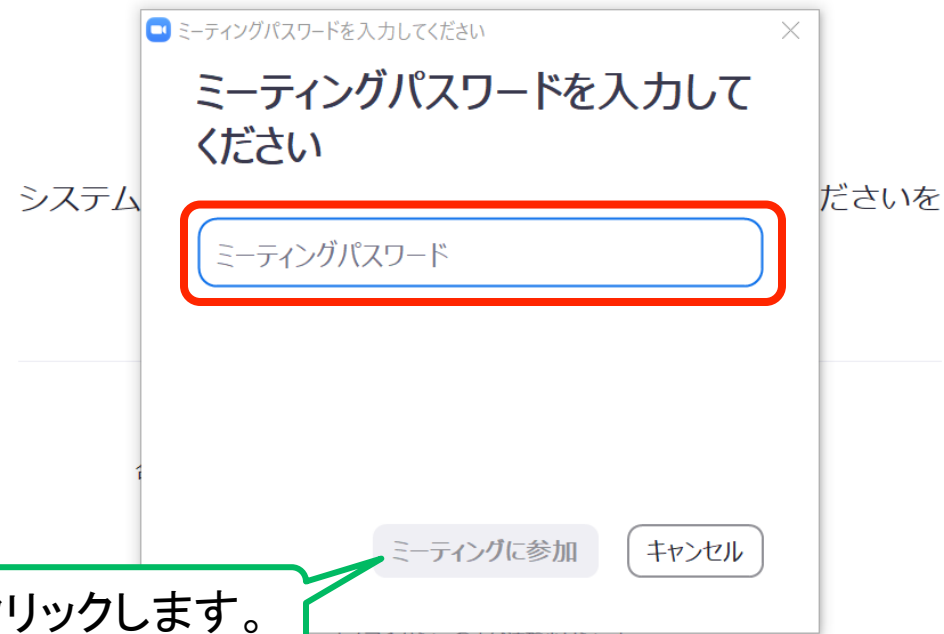 ミーティングパスワードを入力してください
ミーティングパスワードを入力して
ください
システム
ださいを
ミーティングパスワード
ミーティングに参加
キャンセル
リックします。